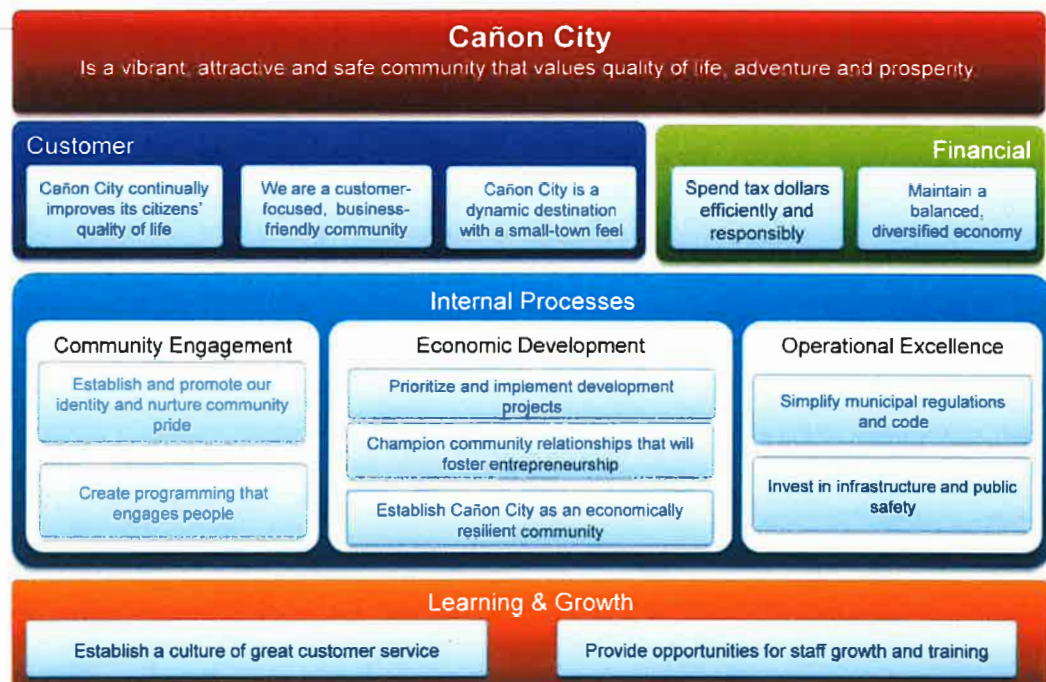 Cañon City
Is a vibrant, attractive and safe community that values quality of life, adventure and prosperity.
Customer
Cañon City continually
improves its citizens'
quality of life
We are a customer-
focused, business-
friendly community
Cañon City is a
dynamic destination
with a small-town feel
Financial
Spend tax dollars
efficiently and
responsibly
Maintain a
balanced,
diversified economy
Internal Processes
Community Engagement
Establish and promote our
identity and nurture community
pride
Create programming that
engages people
Economic Development
Prioritize and implement development
projects
Champion community relationships that will
foster entrepreneurship
Establish Cañon City as an economically
resilient community
Operational Excellence
Simplify municipal regulations
and code
Invest in infrastructure and public
safety
Learning & Growth
Establish a culture of great customer service
Provide opportunities for staff growth and training